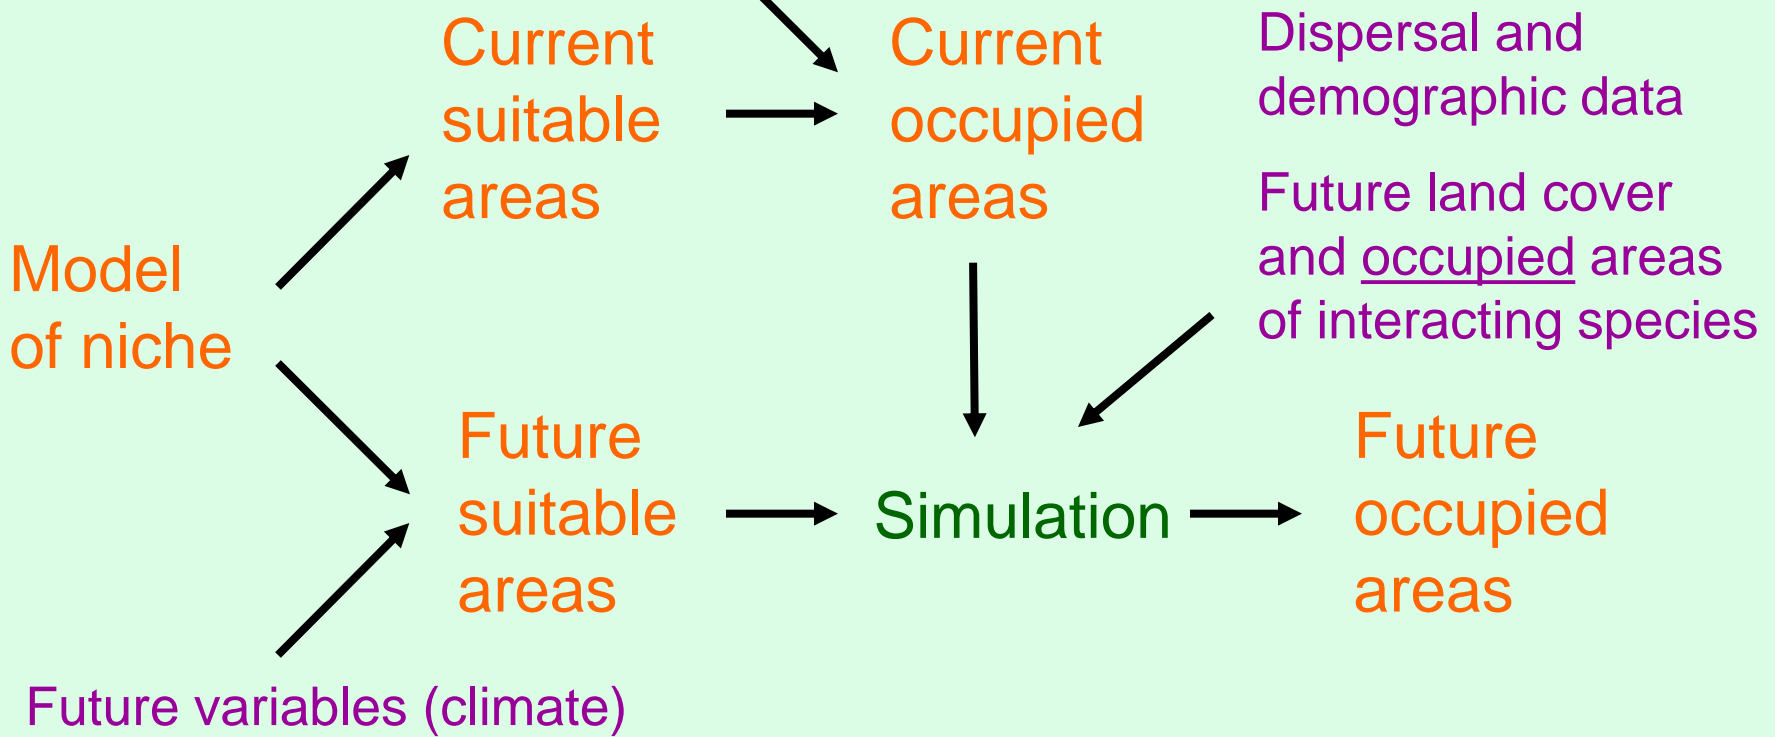 Current
suitable
areas
Current
occupied
areas
Dispersal and
demographic data
Future land cover
and occupied areas
of interacting species
Model
of niche
Future
suitable
areas
Simulation
Future
occupied
areas
Future variables (climate)